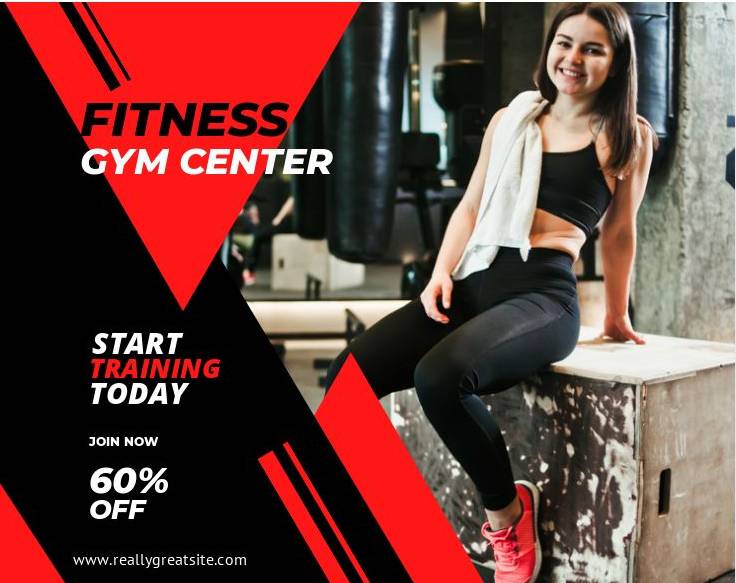 FITNESS
GYM CENTER
START
TRAINING
TODAY
JOIN NOW
60%
OFF
www.reallygreatsite.com